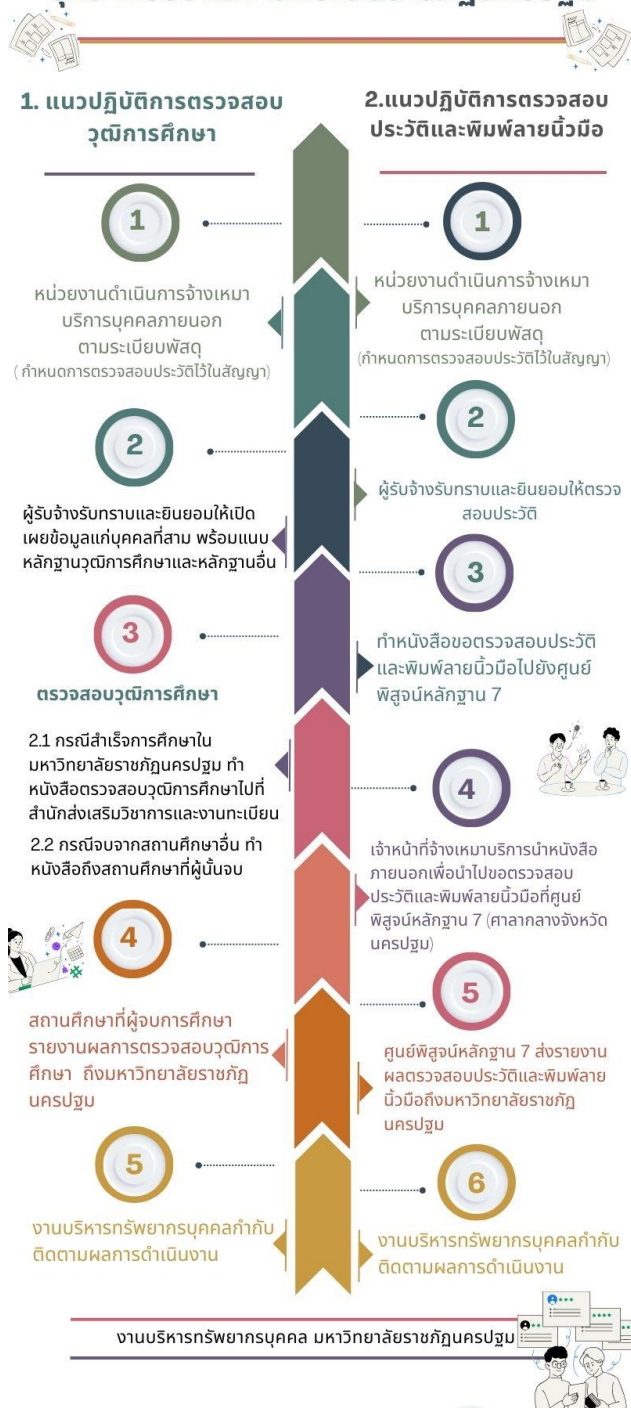 1. แนวปฏิบัติการตรวจสอบ
วุฒิการศึกษา
1
หน่วยงานดำเนินการจ้างเหมา
บริการบุคคลภายนอก
ตามระเบียบพัสดุ
( กำหนดการตรวจสอบประวัติไว้ในสัญญา)
2
ผู้รับจ้างรับทราบและยินยอมให้เปิด
เผยข้อมูลแก่บุคคลที่สาม พร้อมแนบ
หลักฐานวุฒิการศึกษาและหลักฐานอื่น
3
ตรวจสอบวุฒิการศึกษา
2.1 กรณีสำเร็จการศึกษาใน
มหาวิทยาลัยราชภัฏนครปฐม ทำ
หนังสือตรวจสอบวุฒิการศึกษาไปที่
สำนักส่งเสริมวิชาการและงานทะเบียน
2.2 กรณีจบจากสถานศึกษาอื่น ทำ
หนังสือถึงสถานศึกษาที่ผู้นั้นจบ
4
สถานศึกษาที่ผู้จบการศึกษา
รายงานผลการตรวจสอบวุฒิการ
ศึกษา ถึงมหาวิทยาลัยราชภัฏ
นครปฐม
5
งานบริหารทรัพยากรบุคคลกำกับ
ติดตามผลการดำเนินงาน
2.แนวปฏิบัติการตรวจสอบ
ประวัติและพิมพ์ลายนิ้วมือ
1
หน่วยงานดำเนินการจ้างเหมา
บริการบุคคลภายนอก
ตามระเบียบพัสดุ
(กำหนดการตรวจสอบประวัติไว้ในสัญญา)
2
ผู้รับจ้างรับทราบและยินยอมให้ตรวจ
สอบประวัติ
3
ทำหนังสือขอตรวจสอบประวัติ
และพิมพ์ลายนิ้วมือไปยังศูนย์
พิสูจน์หลักฐาน 7
4
เจ้าหน้าที่จ้างเหมาบริการนำหนังสือ
ภายนอกเพื่อนำไปขอตรวจสอบ
ประวัติและพิมพ์ลายนิ้วมือที่ศูนย์
พิสูจน์หลักฐาน 7 (ศาลากลางจังหวัด
นครปฐม)
5
ศูนย์พิสูจน์หลักฐาน 7 ส่งรายงาน
ผลตรวจสอบประวัติและพิมพ์ลาย
นิ้วมือถึงมหาวิทยาลัยราชภัฏ
นครปฐม
6
งานบริหารทรัพยากรบุคคลกำกับ
ติดตามผลการดำเนินงาน
งานบริหารทรัพยากรบุคคล มหาวิทยาลัยราชภัฏนครปฐม